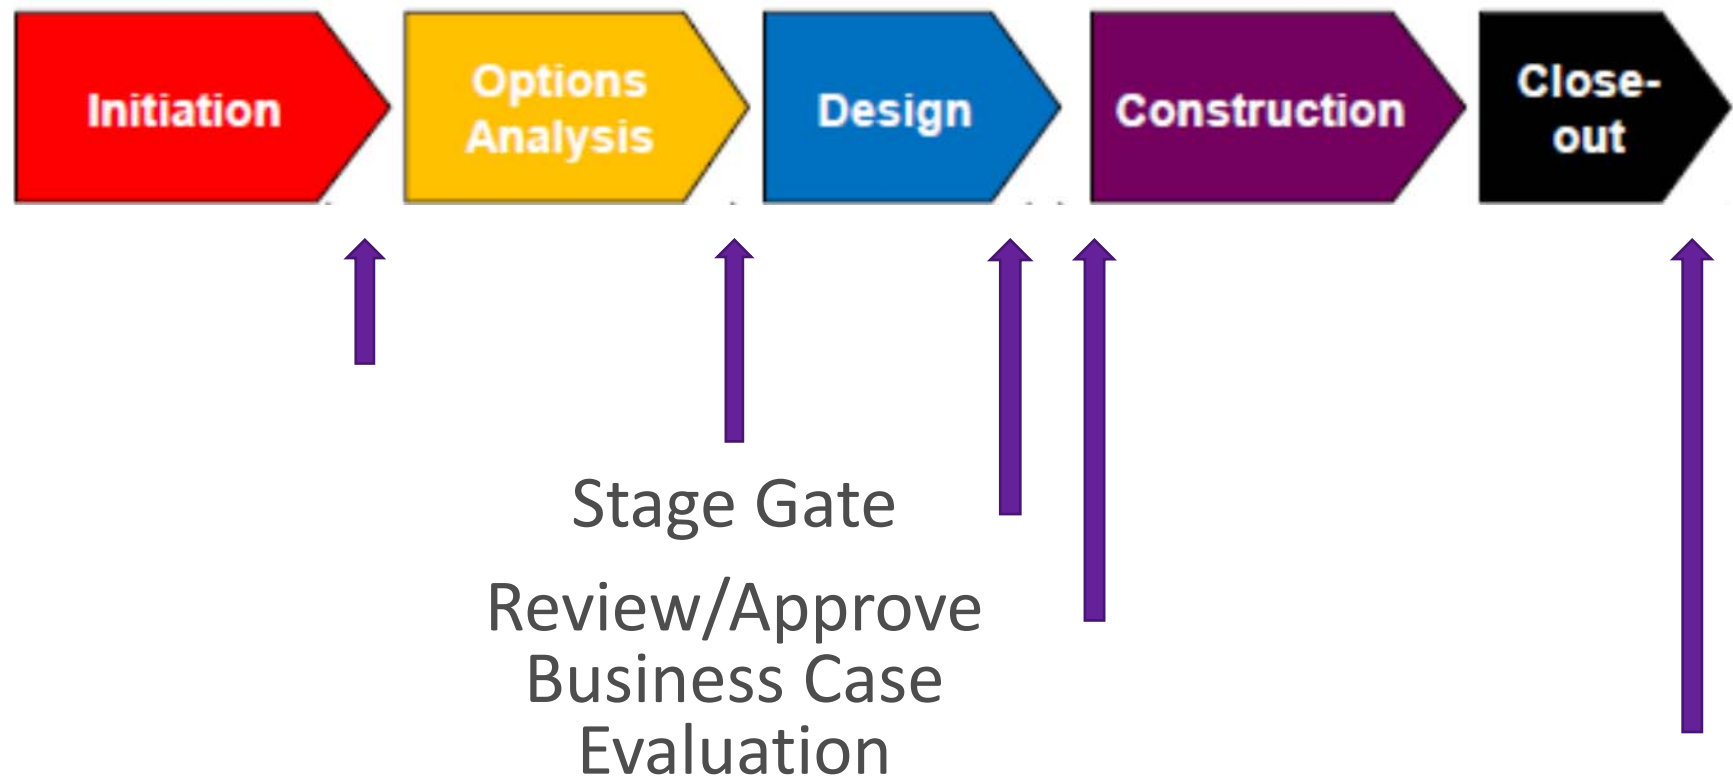 Initiation
Options
Analysis
Design
Construction
Close-
out
Stage Gate
Review/Approve
Business Case
Evaluation